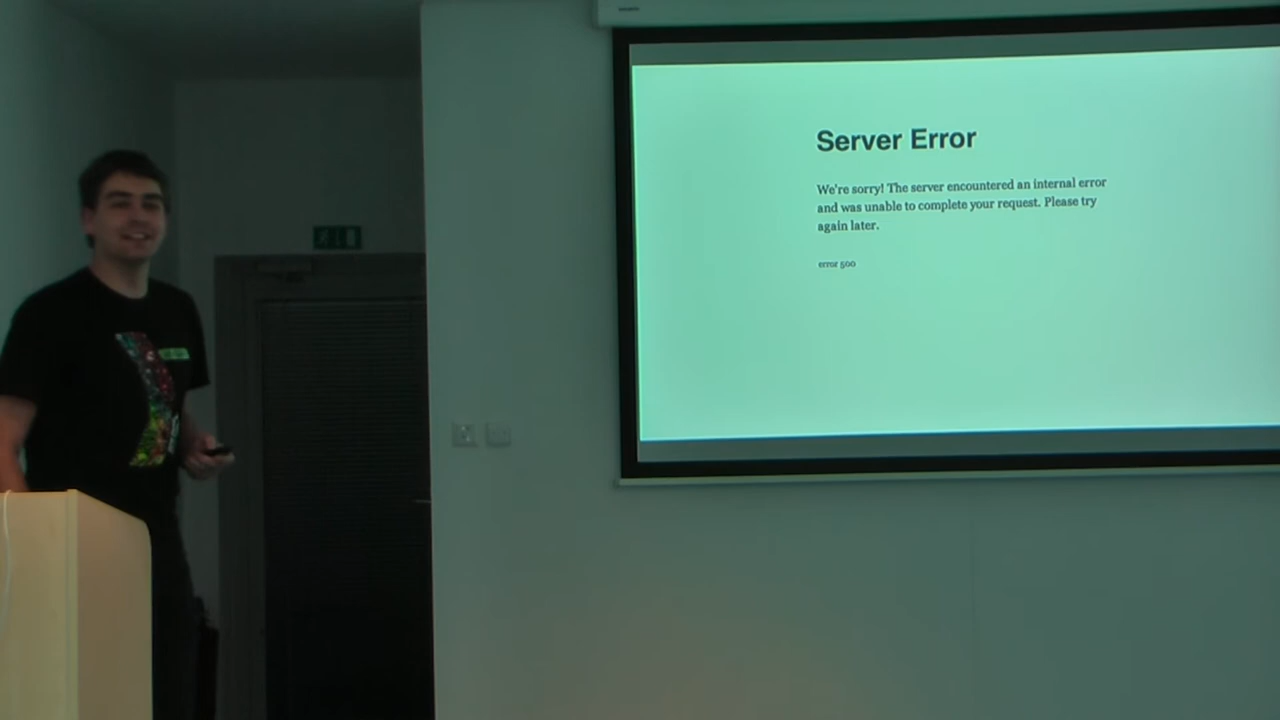 Server Error
We're sorry! The server encountered an internal error
and was unable to complete your request. Please try
again later.
error 500